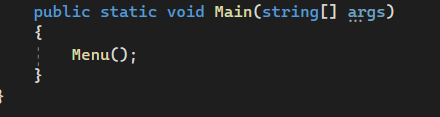 public static void Main(string[] args)
{
Menu();
}
}